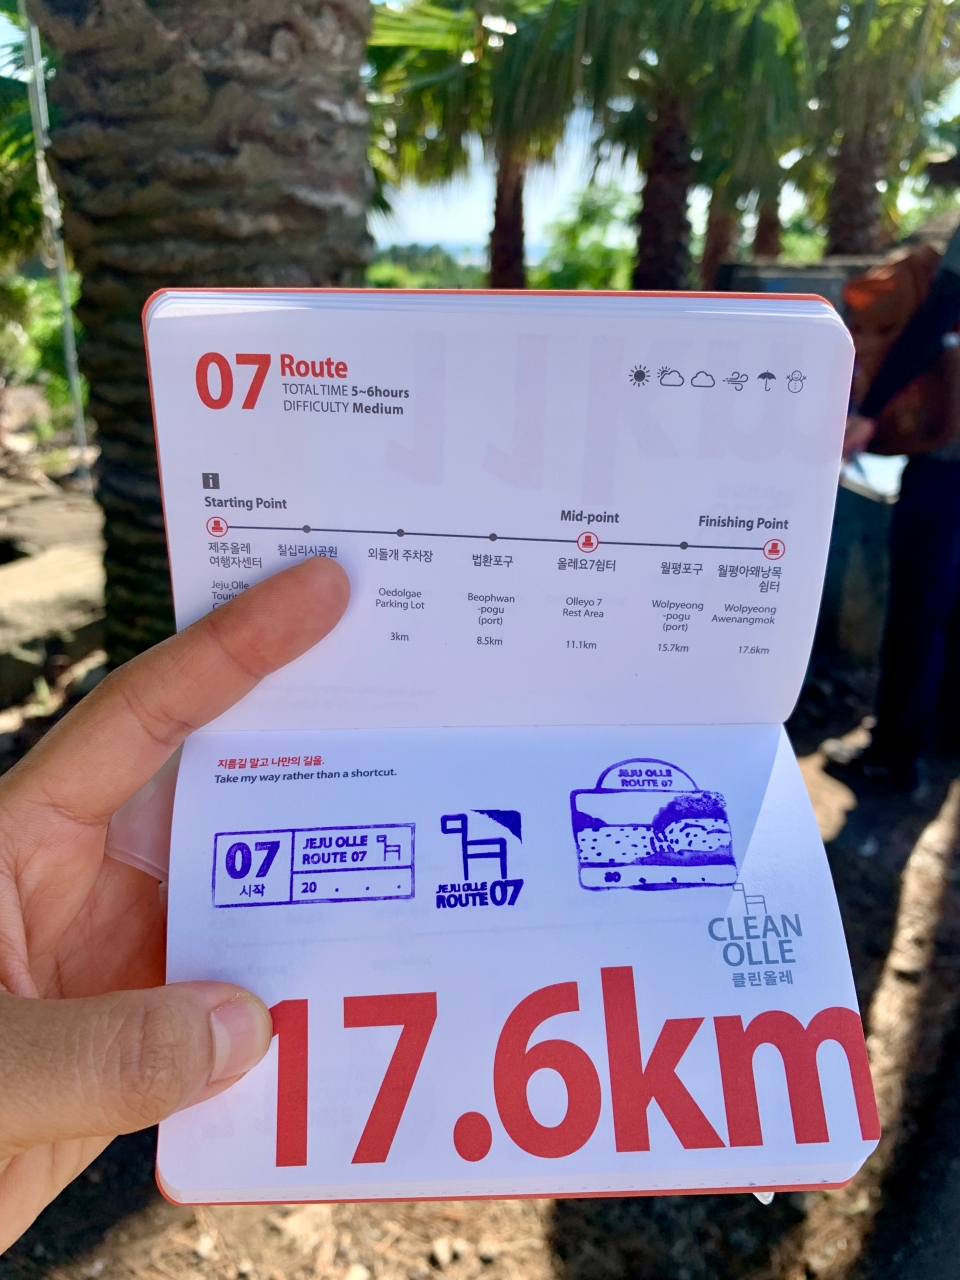 07 Route
TOTAL TIME 5~6hours
DIFFICULTY Medium
i
Starting Point
Mid-point
Finishing Point
제주올레
여행자센터
칠십리시공원
외돌개 주차장
법환포구
올레요7쉼터
월평포구
월평아왜낭목
쉼터
Jeju Olle
Oedolgae
Parking Lot
3km
Beophwan
-pogu
(port)
8.5km
Olleyo 7
Rest Area
11.1km
Wolpyeong
-pogu
(port)
15.7km
Wolpyeong
Awenangmok
17.6km
지름길 말고 나만의 길을.
Take my way rather than a shortcut.
07
시작
JEJU OLLE
ROUTE 07
20 . . .
JEJU OLLE
ROUTE 07
JEJU OLLE
ROUTE 07
CLEAN
OLLE
클린올레
17.6km